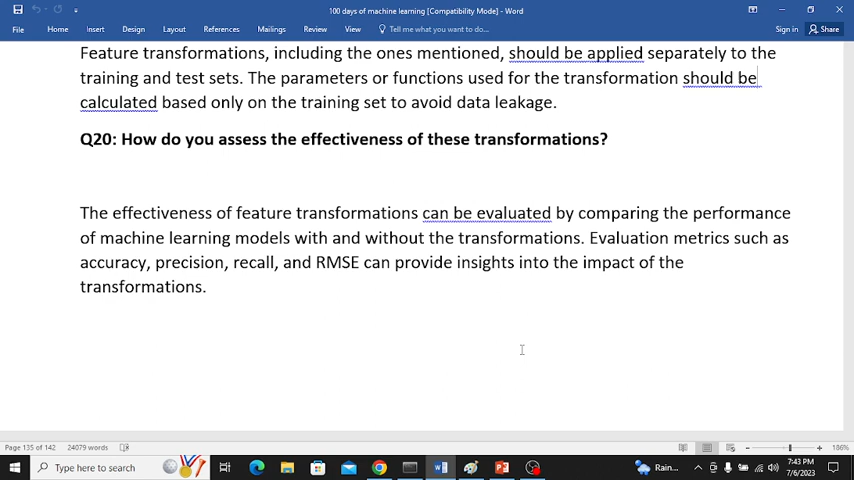 100 days of machine learning [Compatibility Mode] - Word
File Home Insert Design Layout References Mailings Review View Tell me what you want to do... Sign in Share
Feature transformations, including the ones mentioned, should be applied separately to the
training and test sets. The parameters or functions used for the transformation should be
calculated based only on the training set to avoid data leakage.
Q20: How do you assess the effectiveness of these transformations?
The effectiveness of feature transformations can be evaluated by comparing the performance
of machine learning models with and without the transformations. Evaluation metrics such as
accuracy, precision, recall, and RMSE can provide insights into the impact of the
transformations.
Page 135 of 142 24079 words 186%
Type here to search Rain... 7:43 PM
7/6/2023